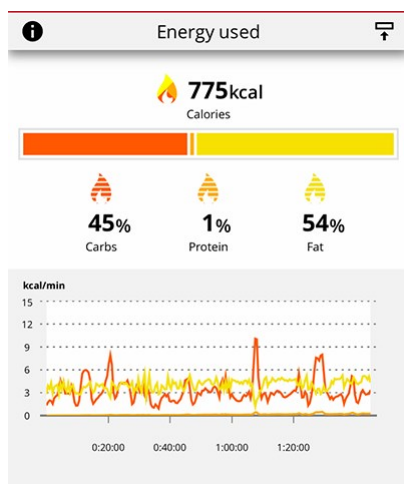 Energy used
775kcal
Calories
45% 1% 54%
Carbs Protein Fat
kcal/min
15
12
9
6
3
0
0:20:00 0:40:00 1:00:00 1:20:00